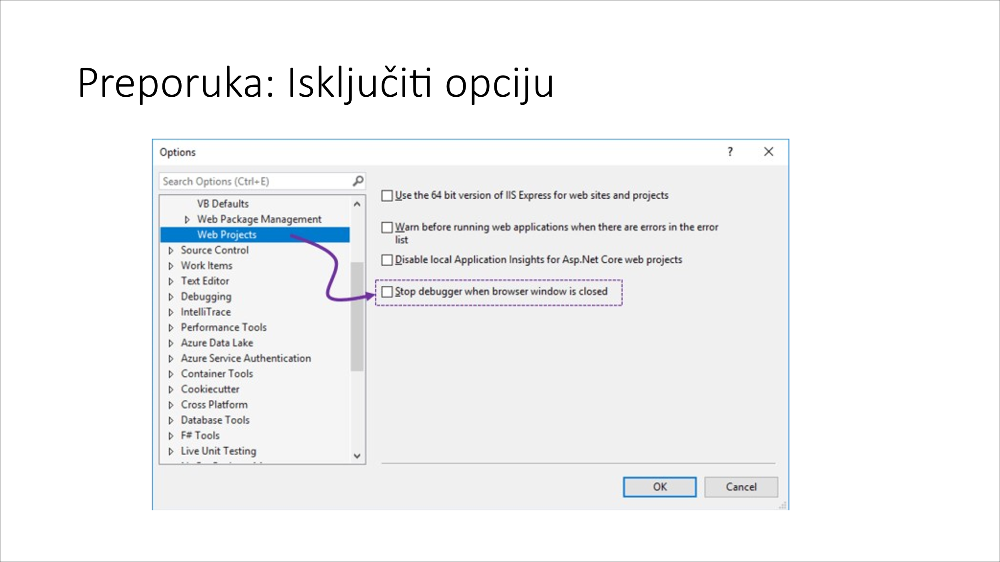 Preporuka: Isključiti opciju
Options
?
Search Options (Ctrl+E)
VB Defaults
Web Package Management
Web Projects
Source Control
Work Items
Text Editor
Debugging
IntelliTrace
Performance Tools
Azure Data Lake
Azure Service Authentication
Container Tools
Cookiecutter
Cross Platform
Database Tools
F# Tools
Live Unit Testing
Use the 64 bit version of IIS Express for web sites and projects
Warn before running web applications when there are errors in the error
list
Disable local Application Insights for Asp.Net Core web projects
Stop debugger when browser window is closed
OK
Cancel